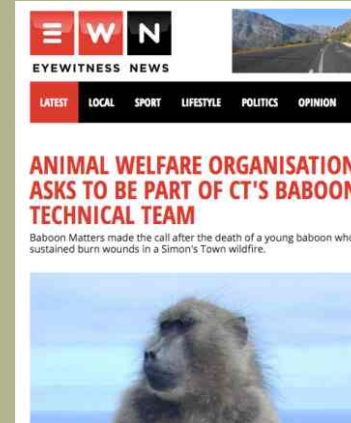 EWN
EYEWITNESS NEWS
LATEST LOCAL SPORT LIFESTYLE POLITICS OPINION
ANIMAL WELFARE ORGANISATION
ASKS TO BE PART OF CT'S BABOON
TECHNICAL TEAM
Baboon Matters made the call after the death of a young baboon who
sustained burn wounds in a Simon's Town wildfire.